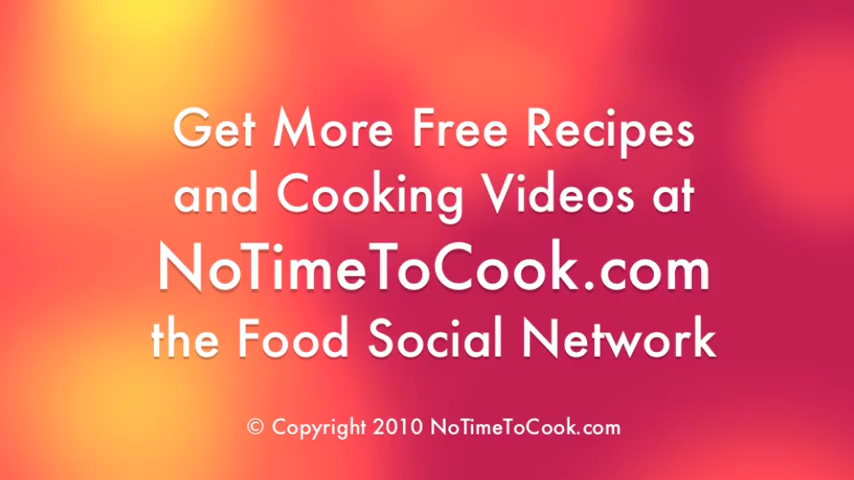 Get More Free Recipes
and Cooking Videos at
NoTimeToCook.com
the Food Social Network
© Copyright 2010 NoTimeToCook.com